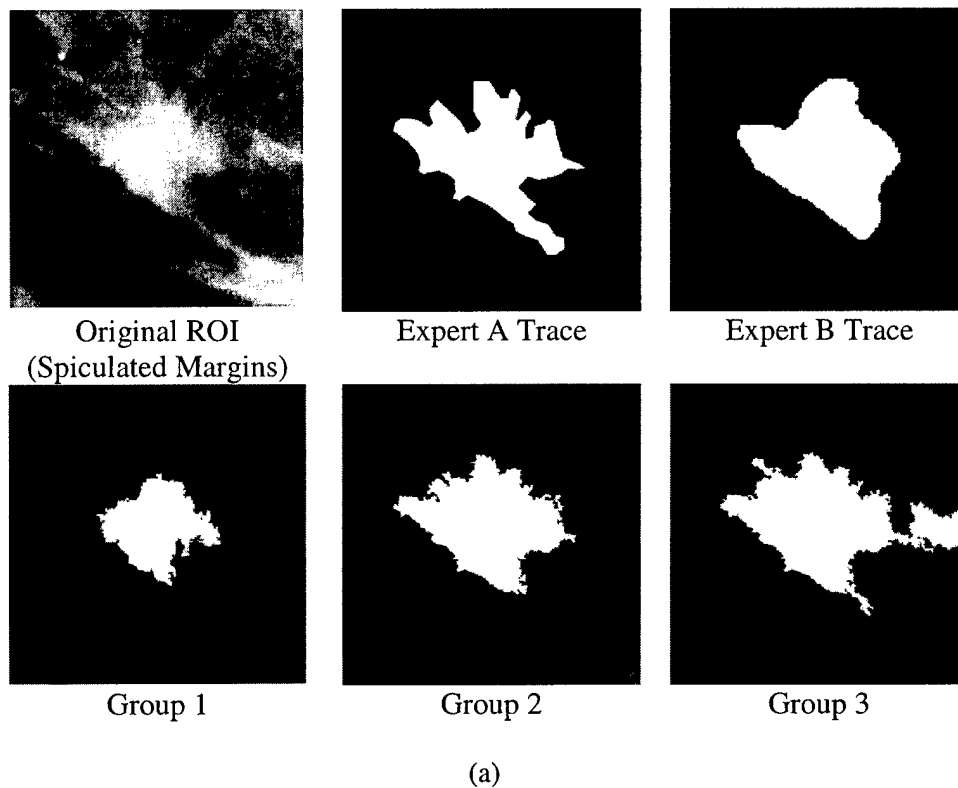 Original ROI
(Spiculated Margins)
Expert A Trace
Expert B Trace
Group 1
Group 2
Group 3
(a)